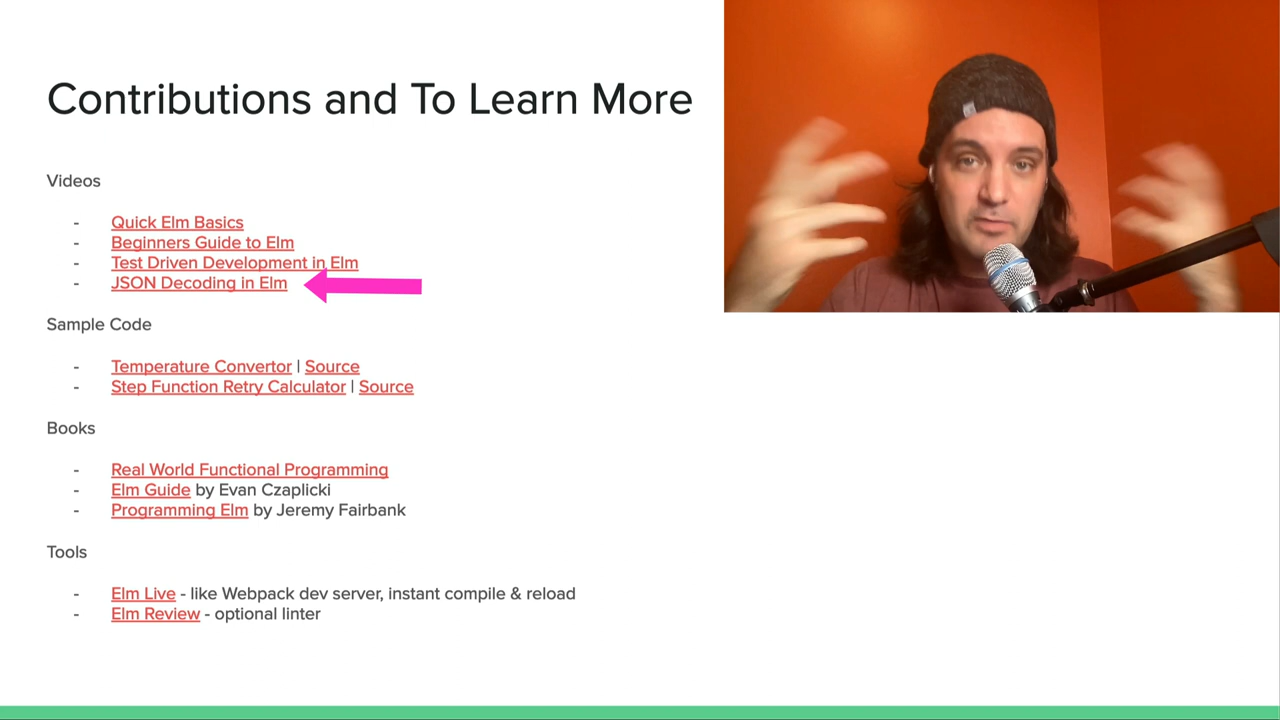 Contributions and To Learn More
Videos
- Quick Elm Basics
- Beginners Guide to Elm
- Test Driven Development in Elm
- JSON Decoding in Elm
Sample Code
- Temperature Convertor | Source
- Step Function Retry Calculator | Source
Books
- Real World Functional Programming
- Elm Guide by Evan Czaplicki
- Programming Elm by Jeremy Fairbank
Tools
- Elm Live - like Webpack dev server, instant compile & reload
- Elm Review - optional linter